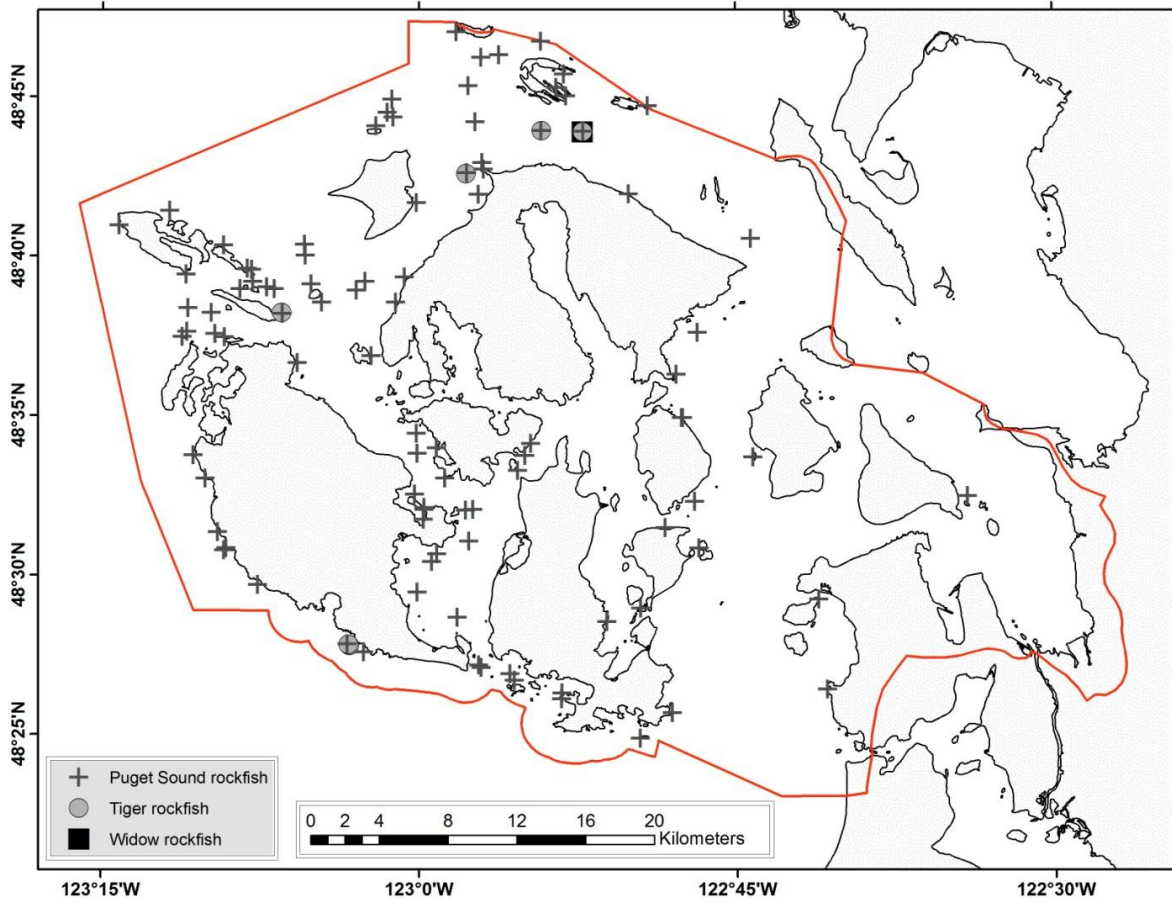 48°45'N
48°40'N
48°35'N
48°30'N
48°25'N
Puget Sound rockfish
Tiger rockfish
Widow rockfish
0 2 4 8 12 16 20
Kilometers
123°15'W 123°0'W 122°45'W 122°30'W